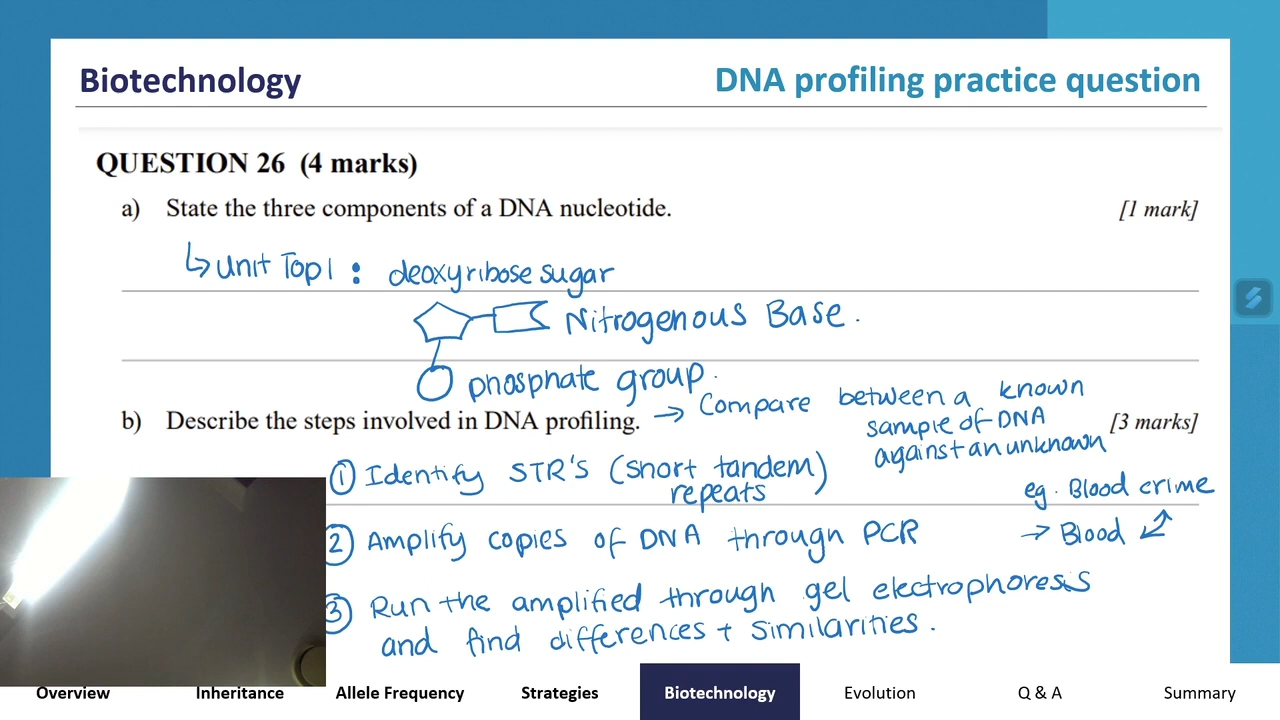 Biotechnology
DNA profiling practice question
QUESTION 26 (4 marks)
a) State the three components of a DNA nucleotide. [1 mark]
↳ Unit Top1 : deoxyribose sugar
Nitrogenous Base.
phosphate group.
b) Describe the steps involved in DNA profiling. [3 marks]
→ Compare between a known
sample of DNA
against an unknown
eg. Blood crime
→ Blood
① Identify STR's (short tandem)
repeats
② Amplify copies of DNA through PCR
③ Run the amplified through gel electrophoresis
and find differences + similarities.
Overview Inheritance Allele Frequency Strategies Biotechnology Evolution Q & A Summary